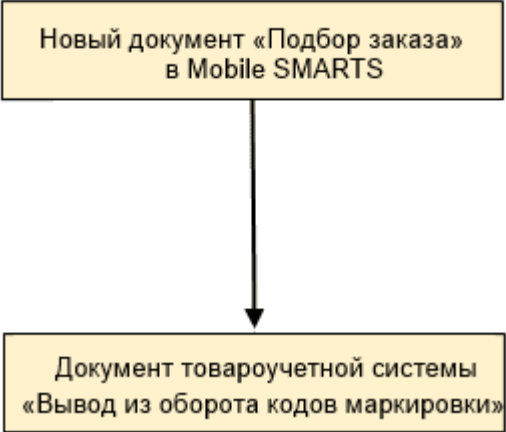 Новый документ «Подбор заказа»
в Mobile SMARTS
Документ товароучетной системы
«Вывод из оборота кодов маркировки»